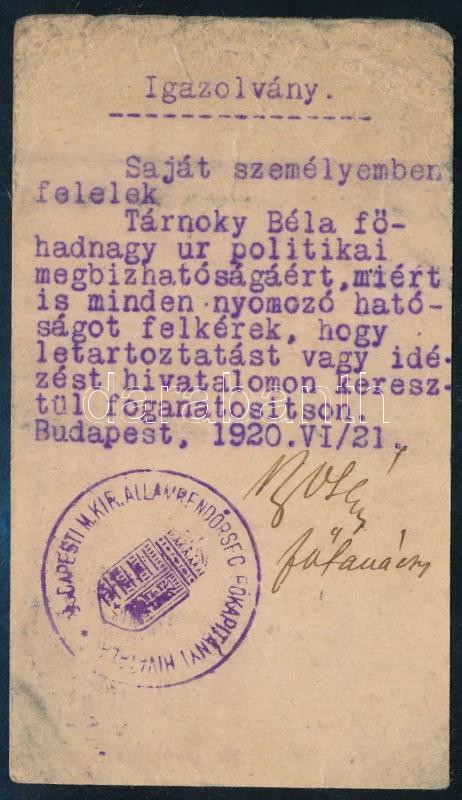 Igazolvány.
Saját személyemben
felelek
Tárnoky Béla fő-
hadnagy ur politikai
megbizhatóságáért, miért
is minden nyomozó ható-
ságot felkérek, hogy
letartoztatást vagy idé-
zést hivatalomon keresz-
tül foganatositson.
Budapest, 1920.VI/21.
főtanácsos
BUDAPESTI M.KIR.ÁLLAMRENDŐRSÉG FŐKAPITÁNYI HIVATALA
darabanth